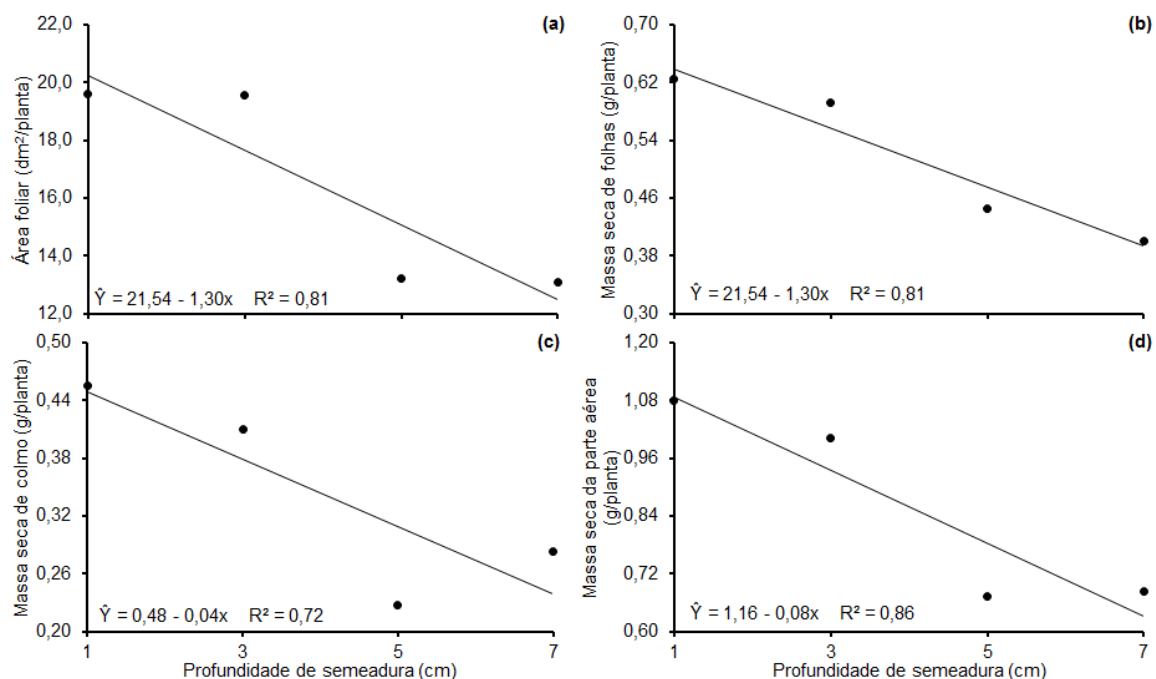 (a)
Área foliar (dm²/planta)
22,0
20,0
18,0
16,0
14,0
12,0
Ŷ = 21,54 - 1,30x R² = 0,81
(b)
Massa seca de folhas (g/planta)
0,70
0,62
0,54
0,46
0,38
0,30
Ŷ = 21,54 - 1,30x R² = 0,81
(c)
Massa seca de colmo (g/planta)
0,50
0,44
0,38
0,32
0,26
0,20
Ŷ = 0,48 - 0,04x R² = 0,72
1 3 5 7
Profundidade de semeadura (cm)
(d)
Massa seca da parte aérea
(g/planta)
1,20
1,08
0,96
0,84
0,72
0,60
Ŷ = 1,16 - 0,08x R² = 0,86
1 3 5 7
Profundidade de semeadura (cm)